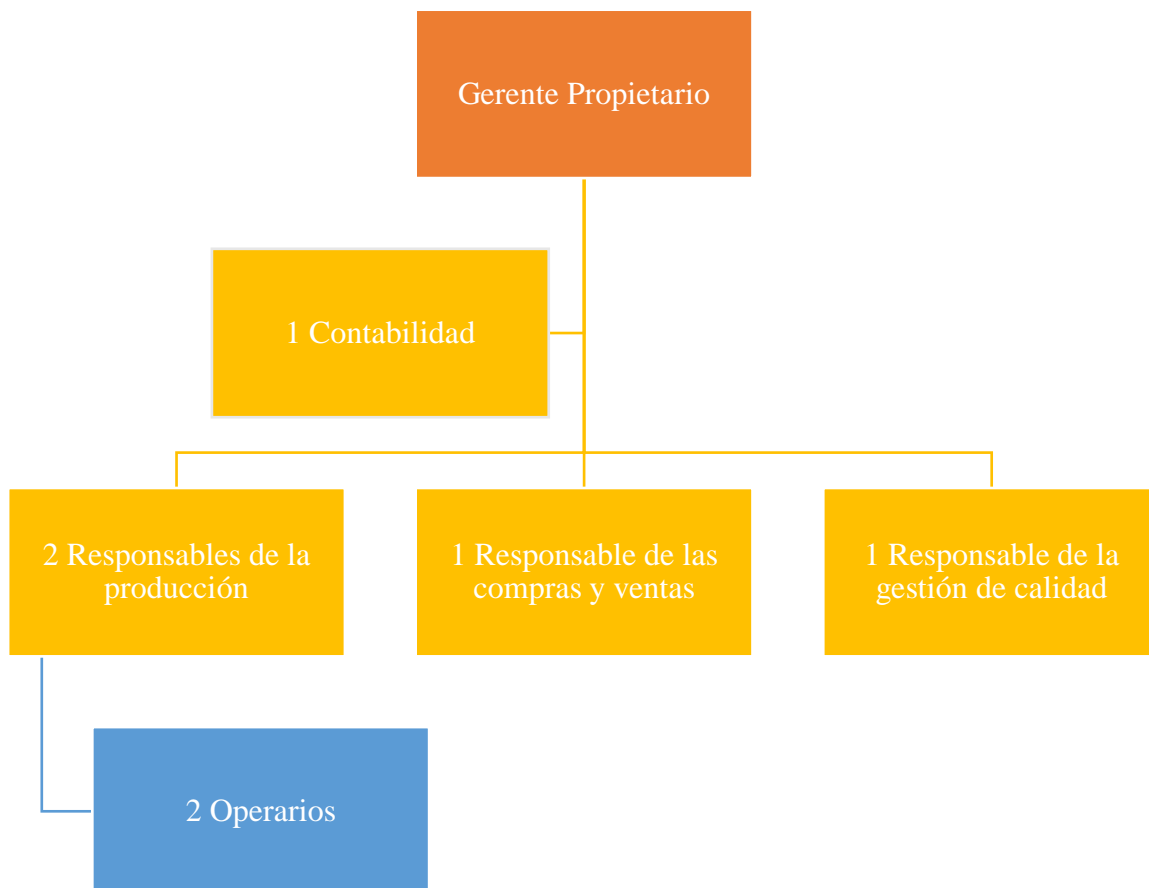 Gerente Propietario
1 Contabilidad
2 Responsables de la
producción
1 Responsable de las
compras y ventas
1 Responsable de la
gestión de calidad
2 Operarios